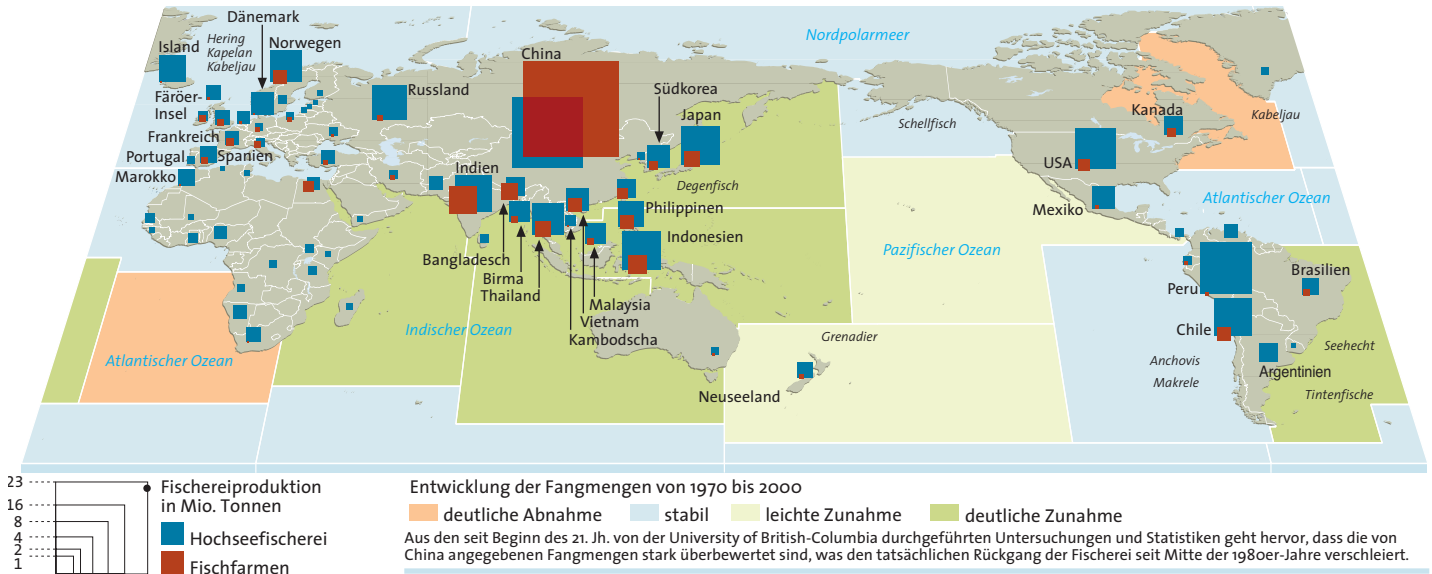 Dänemark
Hering
Kapelan
Kabeljau
Norwegen
Island
Nordpolarmeer
China
Färöer-
Insel
Russland
Südkorea
Japan
Schellfisch
Kanada
Kabeljau
Frankreich
Portugal
Spanien
Marokko
Indien
USA
Degenfisch
Atlantischer Ozean
Mexiko
Philippinen
Indonesien
Pazifischer Ozean
Bangladesch
Birma
Thailand
Malaysia
Vietnam
Kambodscha
Brasilien
Peru
Chile
Indischer Ozean
Atlantischer Ozean
Grenadier
Anchovis
Makrele
Seehecht
Argentinien
Tintenfische
Neuseeland
23
16
8
4
2
1
Fischereiproduktion
in Mio. Tonnen
Hochseefischerei
Fischfarmen
Entwicklung der Fangmengen von 1970 bis 2000
deutliche Abnahme
stabil
leichte Zunahme
deutliche Zunahme
Aus den seit Beginn des 21. Jh. von der University of British-Columbia durchgeführten Untersuchungen und Statistiken geht hervor, dass die von
China angegebenen Fangmengen stark überbewertet sind, was den tatsächlichen Rückgang der Fischerei seit Mitte der 1980er-Jahre verschleiert.